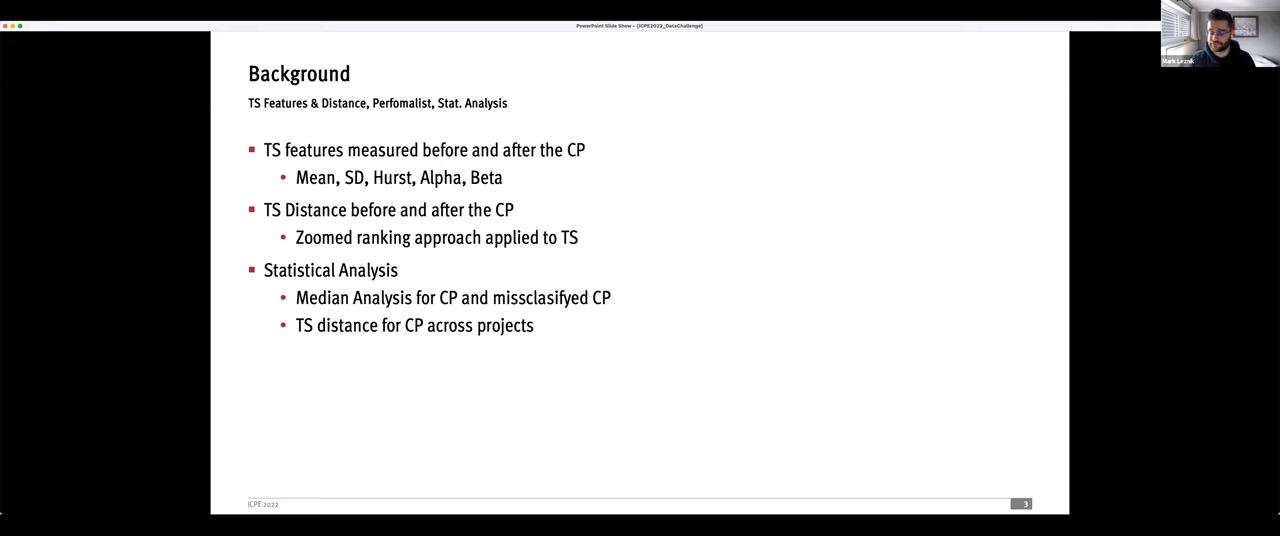 PowerPoint Slide Show – [ICPE2022_DataChallenge]
Mark Leznik
Background
TS Features & Distance, Perfomalist, Stat. Analysis
TS features measured before and after the CP
Mean, SD, Hurst, Alpha, Beta
TS Distance before and after the CP
Zoomed ranking approach applied to TS
Statistical Analysis
Median Analysis for CP and missclasifyed CP
TS distance for CP across projects
ICPE 2022
3